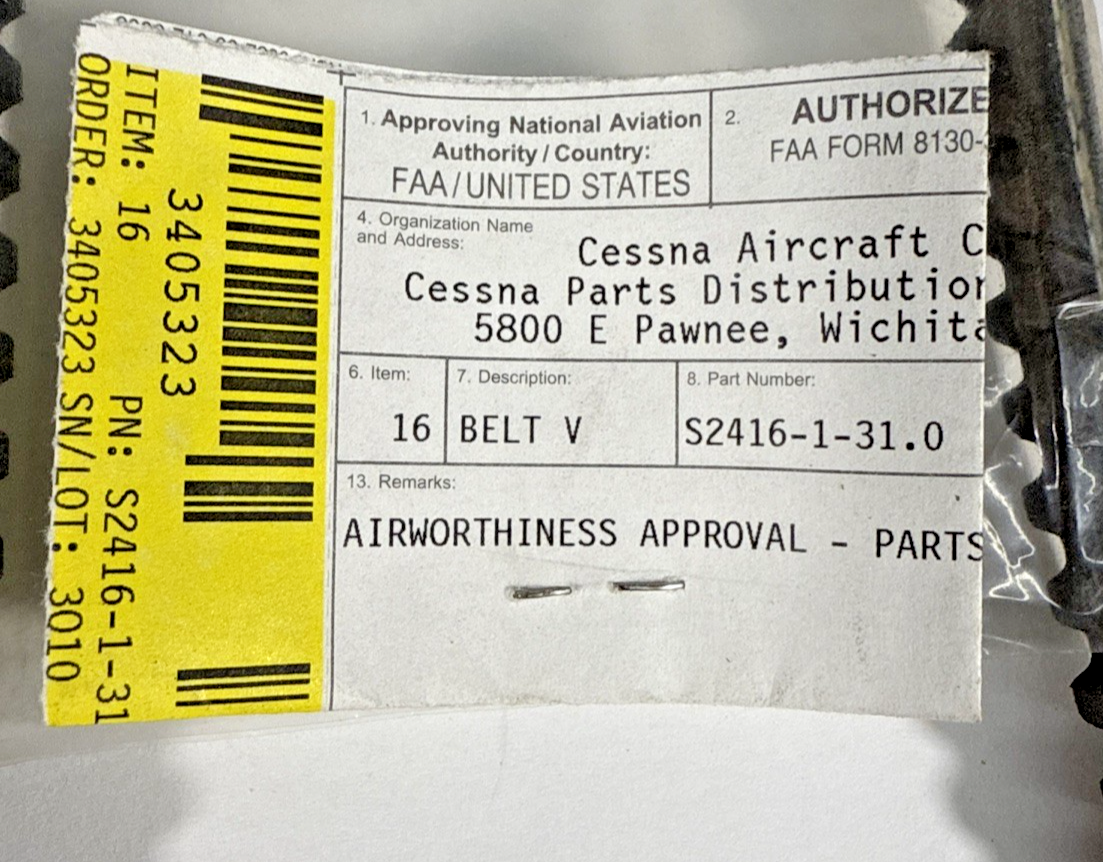 ITEM: 16 PN: S2416-1-31
ORDER: 3405323 SN/LOT: 3010
3405323
1. Approving National Aviation
Authority / Country:
FAA/UNITED STATES
2. AUTHORIZE
FAA FORM 8130-
4. Organization Name
and Address:
Cessna Aircraft C
Cessna Parts Distribution
5800 E Pawnee, Wichita
6. Item:
16
7. Description:
BELT V
8. Part Number:
S2416-1-31.0
13. Remarks:
AIRWORTHINESS APPROVAL - PARTS